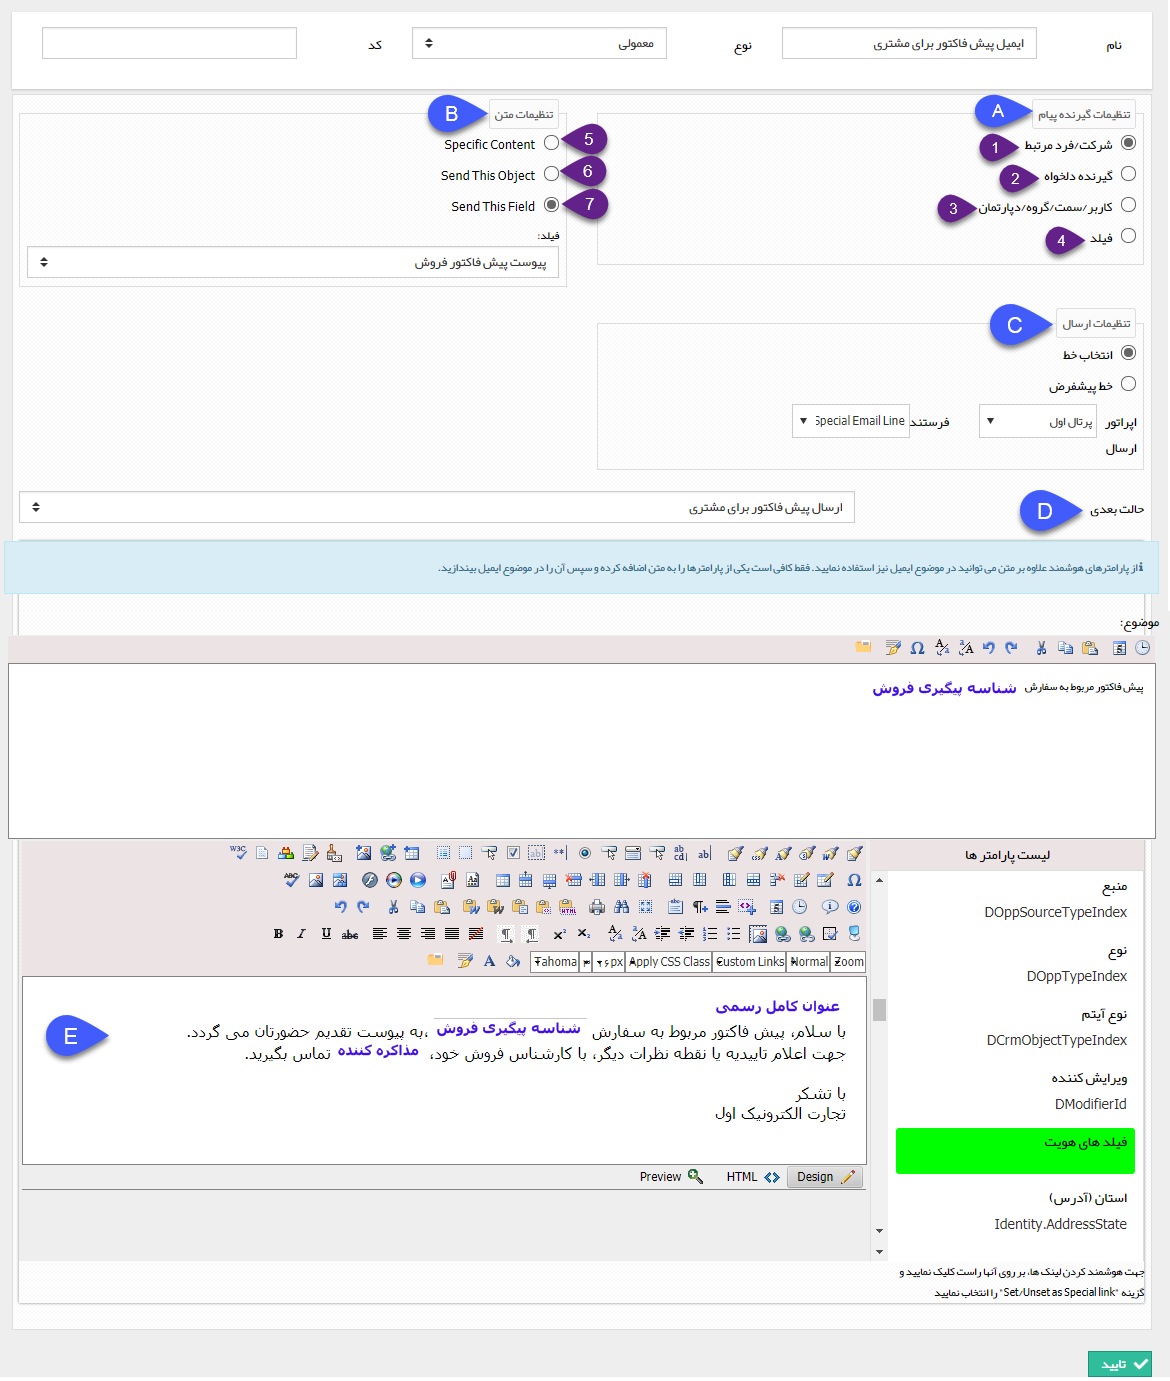 نام
ایمیل پیش فاکتور برای مشتری
نوع
معمولی
کد
تنظیمات گیرنده پیام
A
شرکت/فرد مرتبط
1
گیرنده دلخواه
2
کاربر/سمت/گروه/دپارتمان
3
فیلد
4
تنظیمات متن
B
Specific Content
5
Send This Object
6
Send This Field
7
فیلد:
پیوست پیش فاکتور فروش
تنظیمات ارسال
C
انتخاب خط
خط پیشفرض
اپراتور ارسال
پرتال اول
فرستند
Special Email Line
حالت بعدی
D
ارسال پیش فاکتور برای مشتری
از پارامترهای هوشمند علاوه بر متن می توانید در موضوع ایمیل نیز استفاده نمایید. فقط کافی است یکی از پارامترها را به متن اضافه کرده و سپس آن را در موضوع ایمیل بیندازید.
موضوع:
پیش فاکتور مربوط به سفارش شناسه پیگیری فروش
لیست پارامتر ها
منبع
DOppSourceTypeIndex
نوع
DOppTypeIndex
نوع آیتم
DCrmObjectTypeIndex
ویرایش کننده
DModifierId
فیلد های هویت
استان (آدرس)
Identity.AddressState
Tahoma
۱۶px
Apply CSS Class
Custom Links
Normal
Zoom
عنوان کامل رسمی
با سلام، پیش فاکتور مربوط به سفارش شناسه پیگیری فروش ،به پیوست تقدیم حضورتان می گردد.
جهت اعلام تاییدیه یا نقطه نظرات دیگر، با کارشناس فروش خود، مذاکره کننده تماس بگیرید.
با تشکر
تجارت الکترونیک اول
E
Design
HTML
Preview
جهت هوشمند کردن لینک ها، بر روی آنها راست کلیک نمایید و
گزینه "Set/Unset as Special link" را انتخاب نمایید
تایید